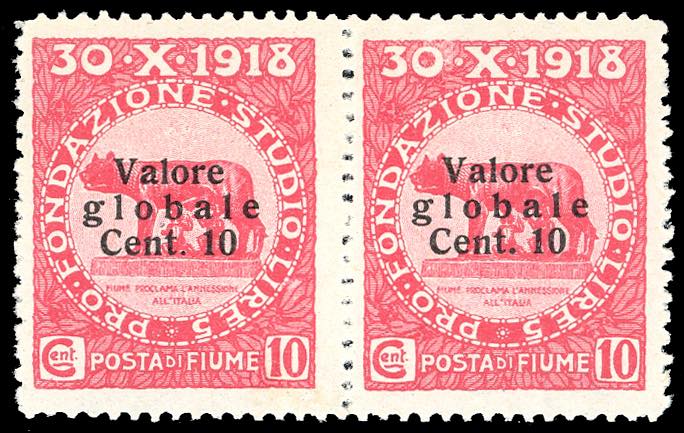 30·X·1918
PRO·FONDAZIONE·STUDIO·LIRE 5
Valore
globale
Cent. 10
FIUME PROCLAMA L'ANNESSIONE
ALL'ITALIA
Cent. POSTA DI FIUME 10
30·X·1918
PRO·FONDAZIONE·STUDIO·LIRE 5
Valore
globale
Cent. 10
FIUME PROCLAMA L'ANNESSIONE
ALL'ITALIA
Cent. POSTA DI FIUME 10